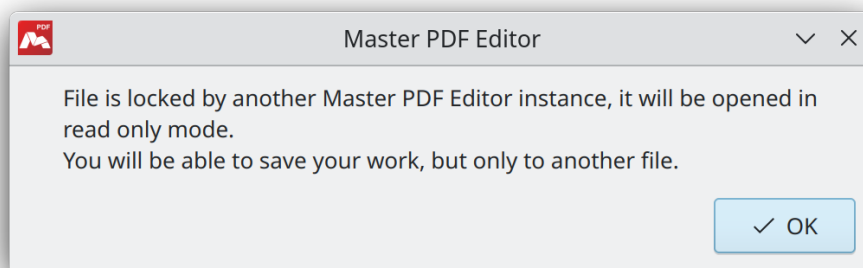 PDF
Master PDF Editor
File is locked by another Master PDF Editor instance, it will be opened in
read only mode.
You will be able to save your work, but only to another file.
OK